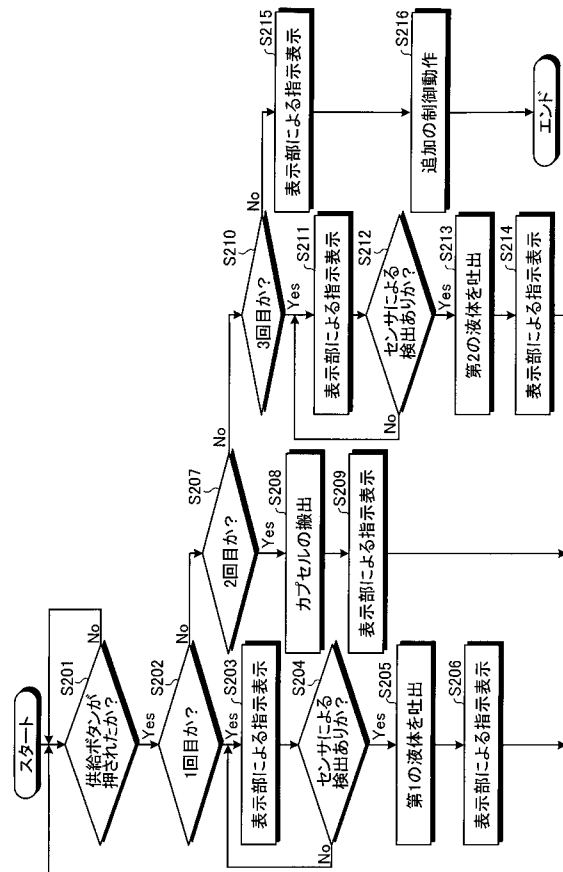 スタート
S201
供給ボタンが
押されたか?
No
Yes
S202
1回目か?
No
Yes
S203
表示部による指示表示
S204
センサによる
検出ありか?
No
Yes
S205
第1の液体を吐出
S206
表示部による指示表示
S207
2回目か?
No
Yes
S208
カプセルの搬出
S209
表示部による指示表示
S210
3回目か?
No
Yes
S211
表示部による指示表示
S212
センサによる
検出ありか?
No
Yes
S213
第2の液体を吐出
S214
表示部による指示表示
S215
表示部による指示表示
S216
追加の制御動作
エンド